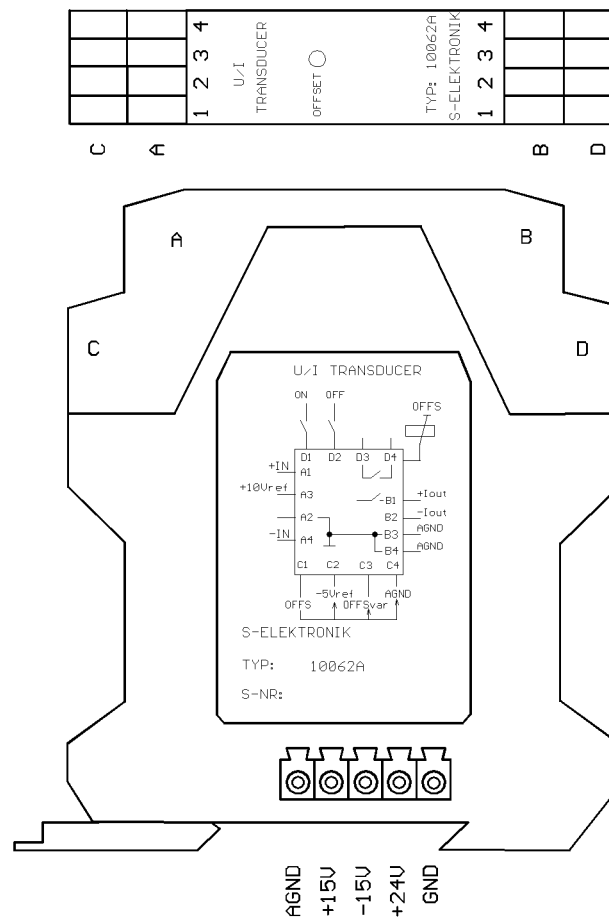 4
3
2
1
U/I
TRANSDUCER
OFFSET
TYP: 10062A
S-ELEKTRONIK
4
3
2
1
C
A
B
D
A
B
C
D
U/I TRANSDUCER
ON OFF
OFFS
D1 D2 D3 D4
+IN A1
+10Vref A3
B1 +Iout
A2
B2 -Iout
B3 AGND
-IN A4
B4 AGND
C1 C2 C3 C4
-5Vref AGND
OFFS OFFSvar
S-ELEKTRONIK
TYP: 10062A
S-NR:
AGND
+15V
-15V
+24V
GND